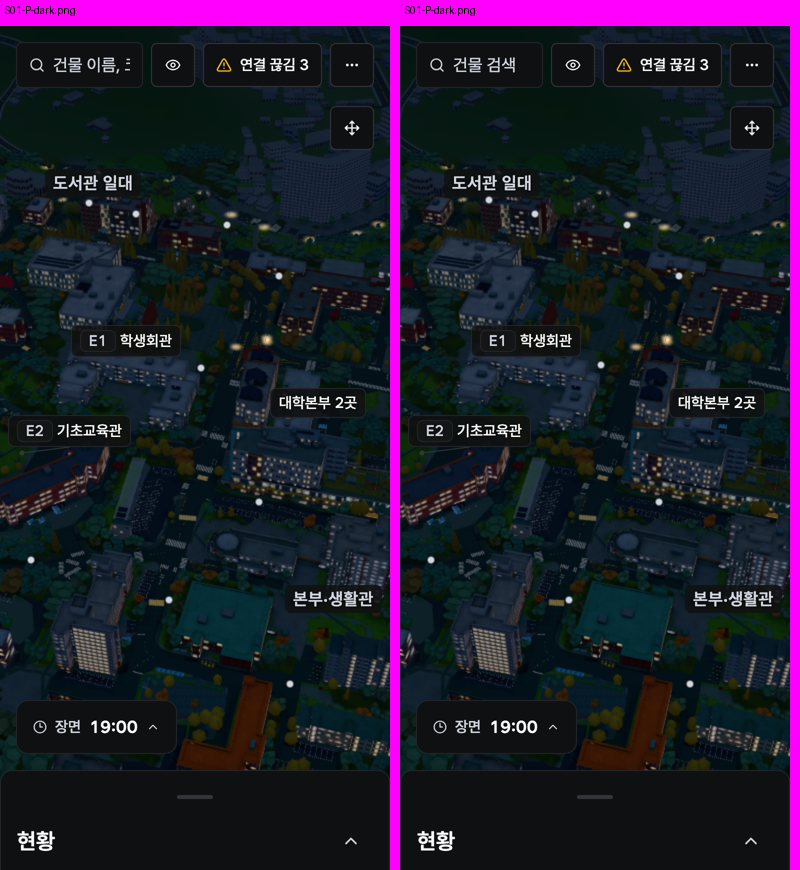 S01-P-dark.png
건물 이름,
연결 끊김 3
도서관 일대
E1 학생회관
대학본부 2곳
E2 기초교육관
본부·생활관
장면 19:00
현황
S01-P-dark.png
건물 검색
연결 끊김 3
도서관 일대
E1 학생회관
대학본부 2곳
E2 기초교육관
본부·생활관
장면 19:00
현황